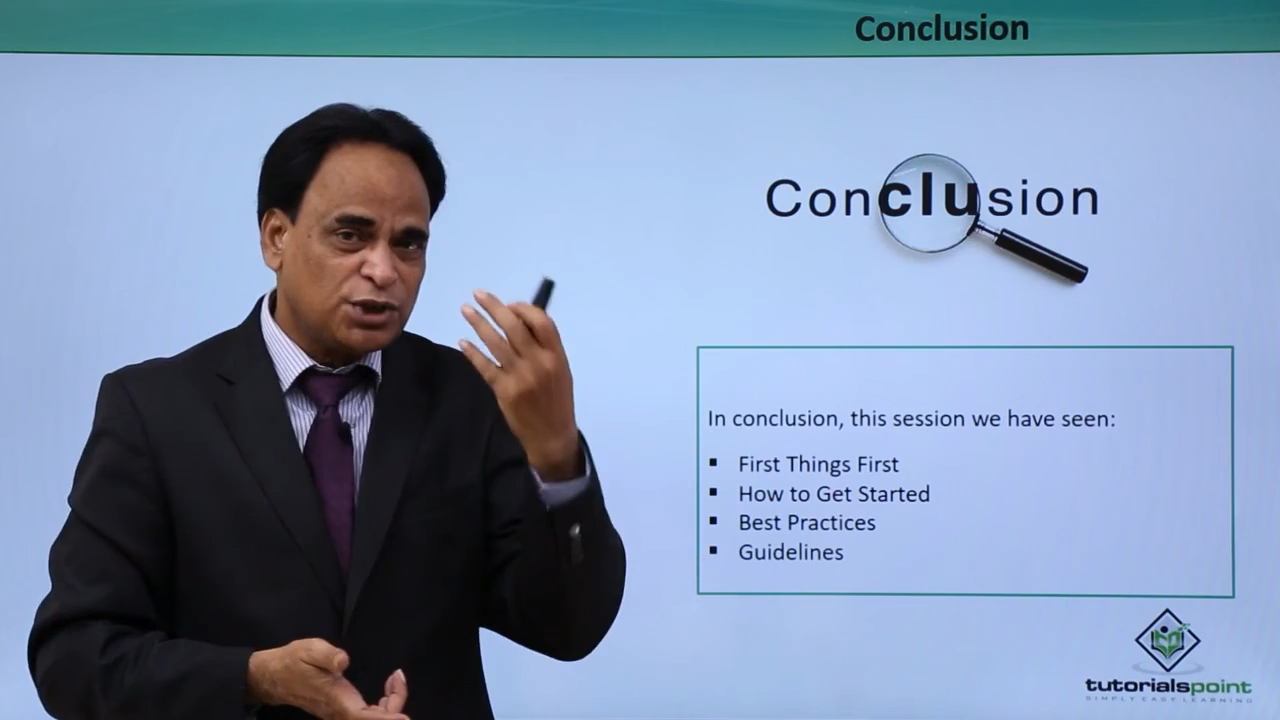 Conclusion
Conclusion
In conclusion, this session we have seen:
▪ First Things First
▪ How to Get Started
▪ Best Practices
▪ Guidelines
tutorialspoint
SIMPLY EASY LEARNING